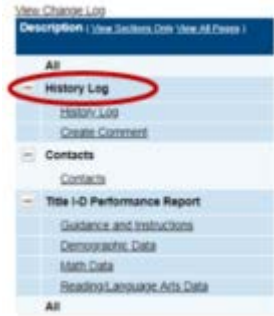 View Change Log
Description ( View Sections Only View All Pages )
All
History Log
History Log
Create Comment
Contacts
Contacts
Title I-D Performance Report
Guidance and Instructions
Demographic Data
Math Data
Reading/Language Arts Data
All